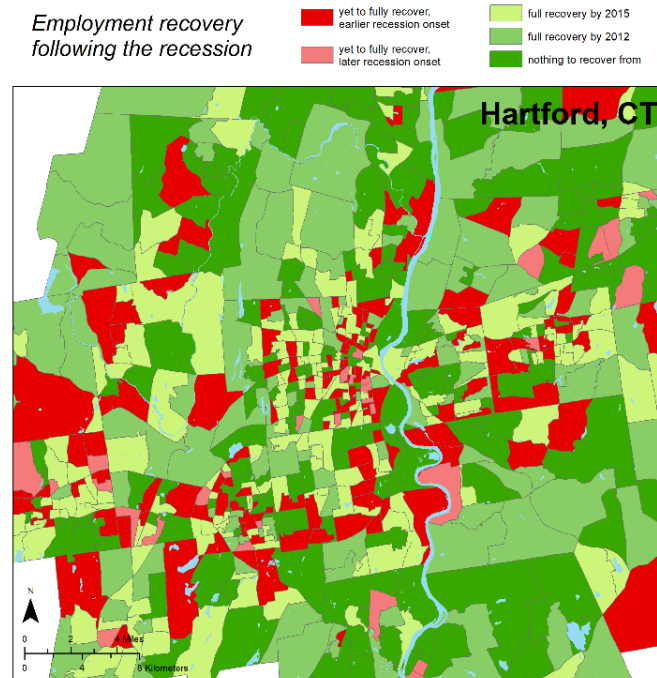 Employment recovery
following the recession
yet to fully recover,
earlier recession onset
yet to fully recover,
later recession onset
full recovery by 2015
full recovery by 2012
nothing to recover from
Hartford, CT
N
0 2 4 Miles
0 4 8 Kilometers